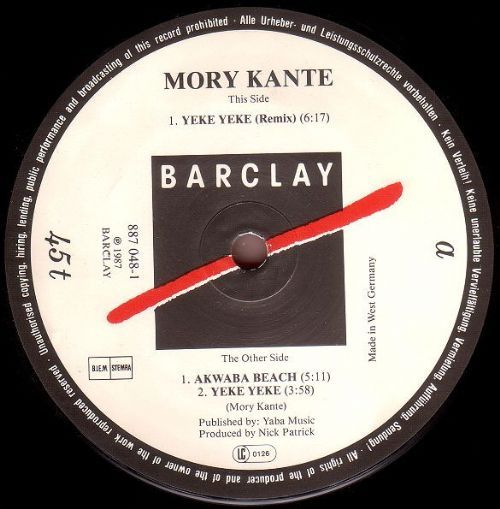 MORY KANTE
This Side
1. YEKE YEKE (Remix) (6:17)
BARCLAY
887 048-1
℗ 1987
BARCLAY
45t
a
Made in West Germany
The Other Side
1. AKWABA BEACH (5:11)
2. YEKE YEKE (3:58)
(Mory Kante)
Published by: Yaba Music
Produced by Nick Patrick
B.I.E.M STEMRA
LC 0126
Alle Urheber- und Leistungsschutzrechte vorbehalten · Kein Verleih! Keine unerlaubte Vervielfältigung, Vermietung, Aufführung, Sendung! · All rights of the producer and of the owner of the work reproduced reserved · Unauthorised copying, hiring, lending, public performance and broadcasting of this record prohibited ·